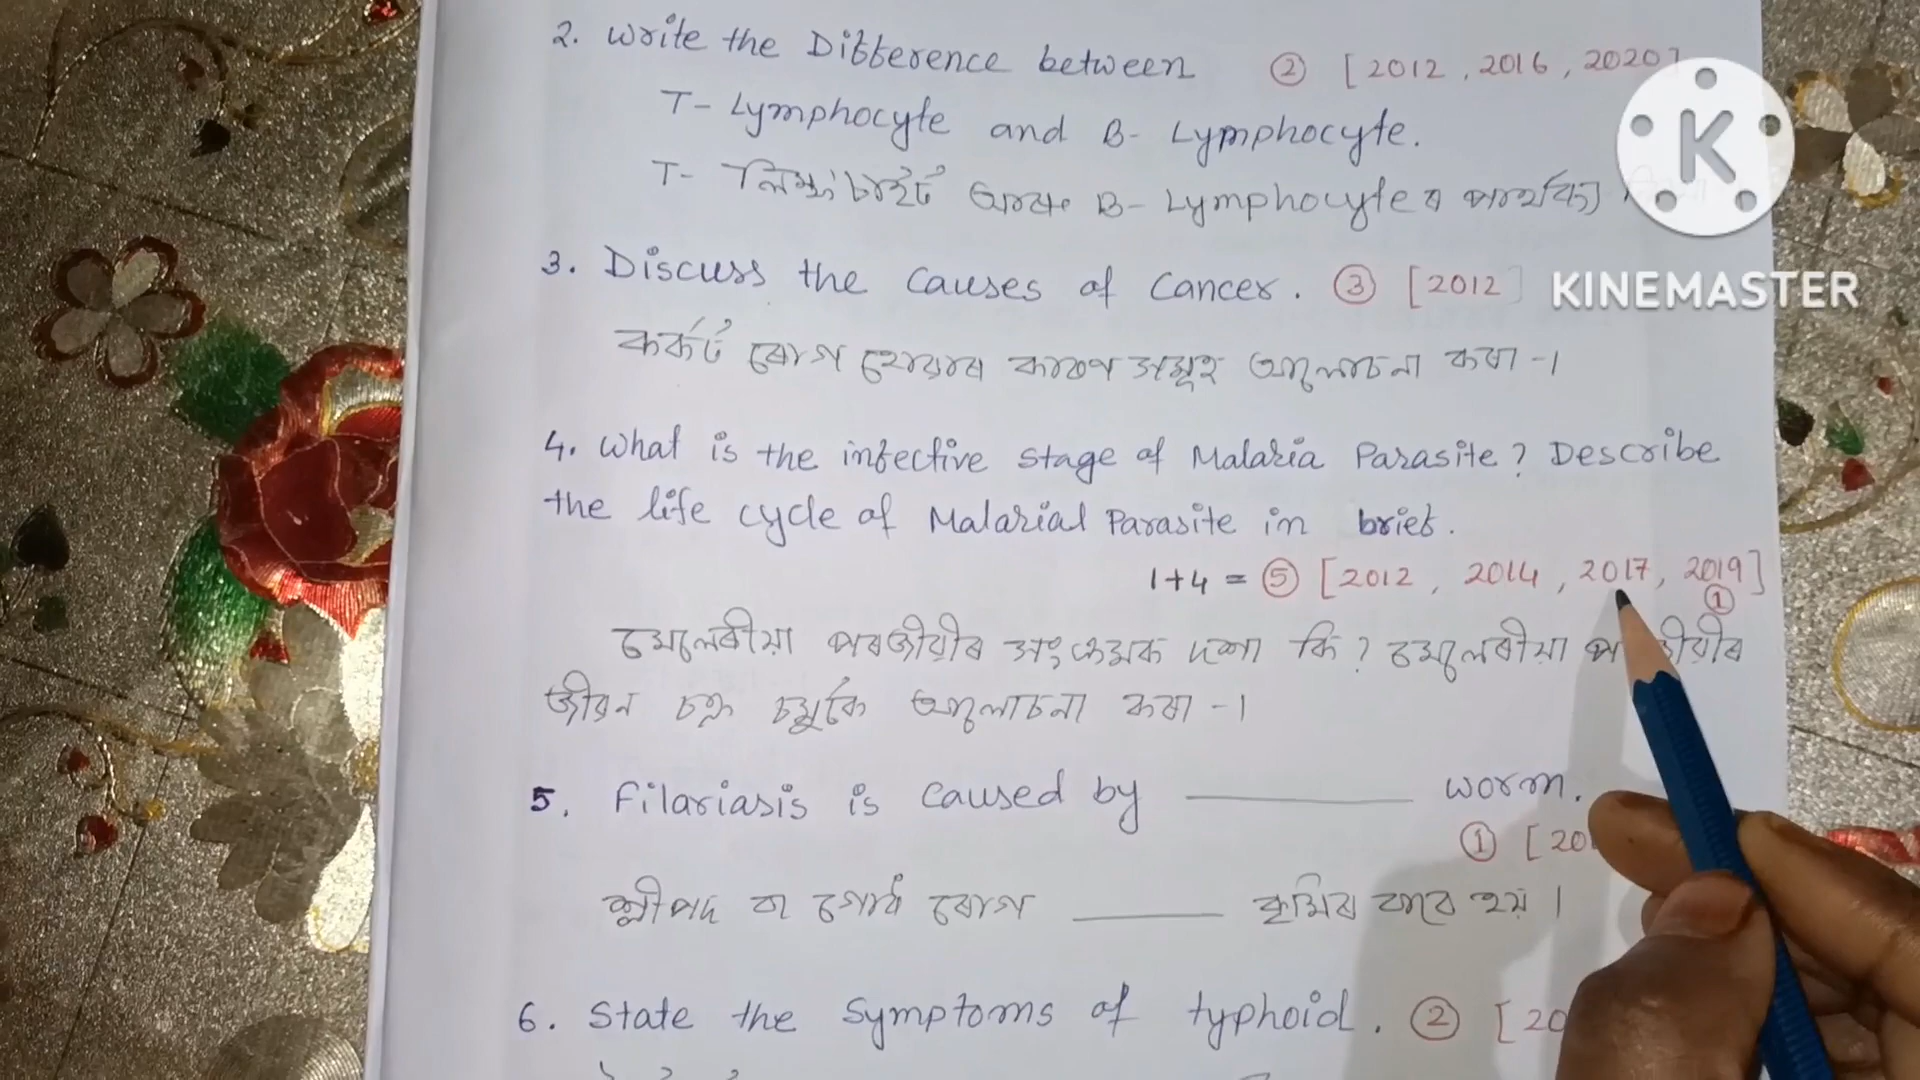 2. Write the Difference between ② [2012, 2016, 2020]
T- Lymphocyte and B- Lymphocyte.
T- লিম্ফ'চাইট আৰু B- Lymphocyteৰ পাৰ্থক্য
3. Discuss the Causes of Cancer. ③ [2012]
KINEMASTER
কৰ্কট ৰোগ হোৱাৰ কাৰণ সমূহ আলোচনা কৰা -।
4. What is the infective stage of Malaria Parasite? Describe
the life cycle of Malarial Parasite in brief.
1+4 = ⑤ [2012, 2014, 2017, 2019]
①
মেলেৰীয়া পৰজীৱীৰ সংক্ৰমক দশা কি? মেলেৰীয়া
জীৱন চক্ৰ চমুকৈ আলোচনা কৰা -।
5. Filariasis is caused by ______ worm.
① [20
শ্লীপদ বা গোধ ৰোগ ______ কৃমিৰ বাবে হয়।
6. State the Symptoms of typhoid. ② [20